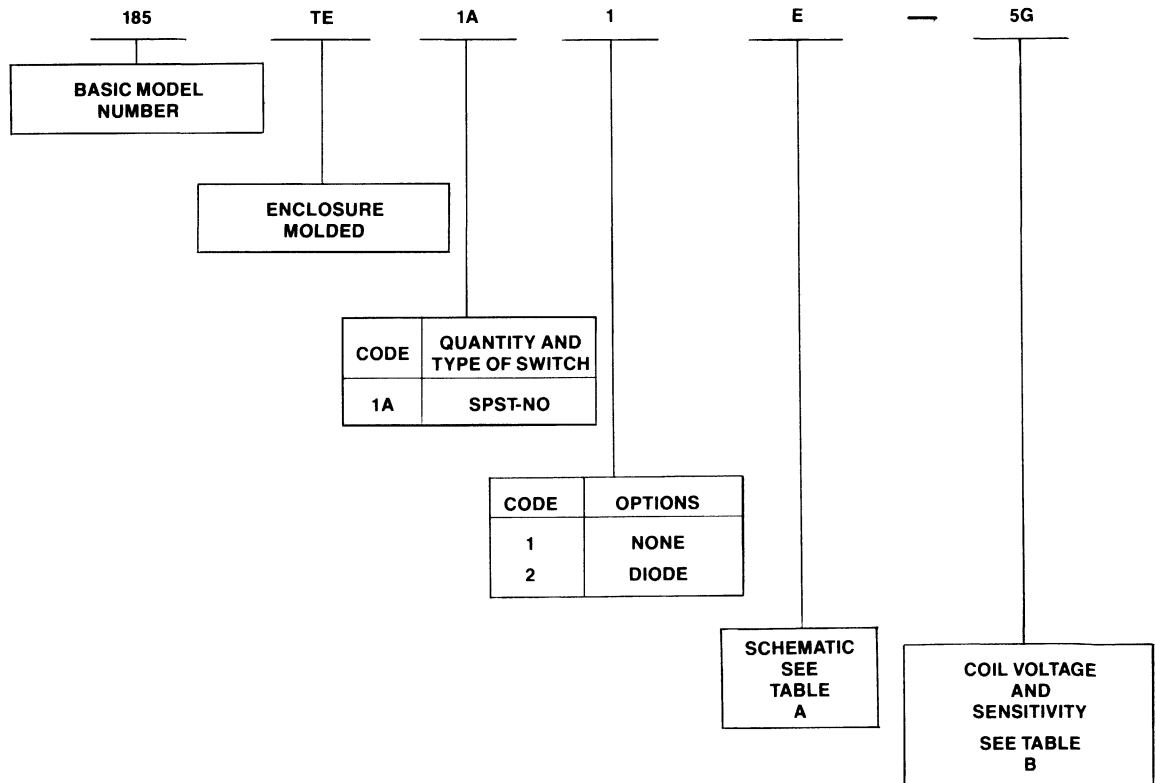 185 TE 1A 1 E — 5G
BASIC MODEL
NUMBER
ENCLOSURE
MOLDED
CODE QUANTITY AND
TYPE OF SWITCH
1A SPST-NO
CODE OPTIONS
1 NONE
2 DIODE
SCHEMATIC
SEE
TABLE
A
COIL VOLTAGE
AND
SENSITIVITY
SEE TABLE
B